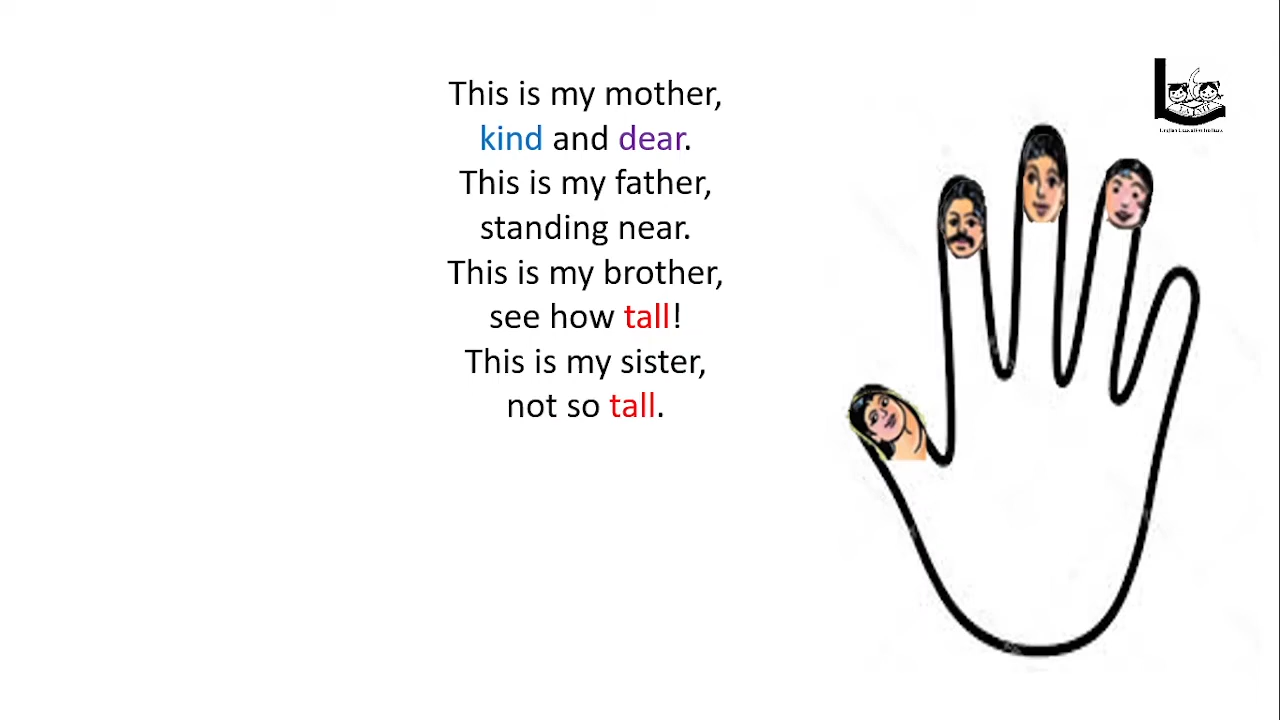 This is my mother,
kind and dear.
This is my father,
standing near.
This is my brother,
see how tall!
This is my sister,
not so tall.